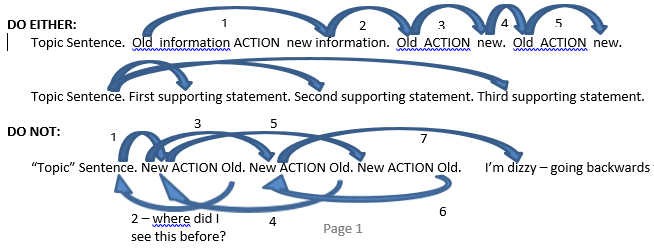 1 2 3 4 5
DO EITHER:
Topic Sentence. Old information ACTION new information. Old ACTION new. Old ACTION new.
Topic Sentence. First supporting statement. Second supporting statement. Third supporting statement.
DO NOT:
1 3 5 7
“Topic” Sentence. New ACTION Old. New ACTION Old. New ACTION Old. I’m dizzy – going backwards
2 – where did I
see this before?
4 6
Page 1